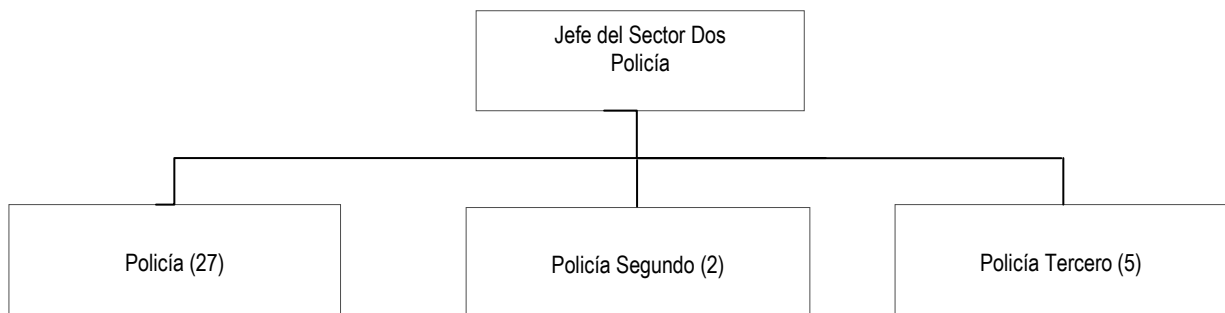 Jefe del Sector Dos
Policía
Policía (27)
Policía Segundo (2)
Policía Tercero (5)